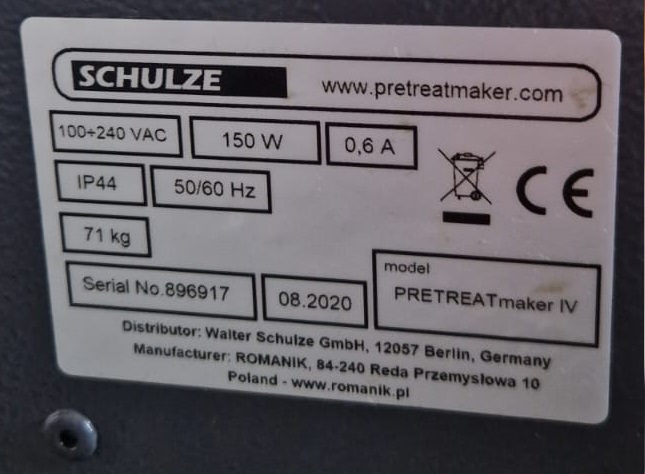 SCHULZE www.pretreatmaker.com
100÷240 VAC 150 W 0,6 A
IP44 50/60 Hz
CE
71 kg
Serial No.896917 08.2020
model
PRETREATmaker IV
Distributor: Walter Schulze GmbH, 12057 Berlin, Germany
Manufacturer: ROMANIK, 84-240 Reda Przemysłowa 10
Poland - www.romanik.pl